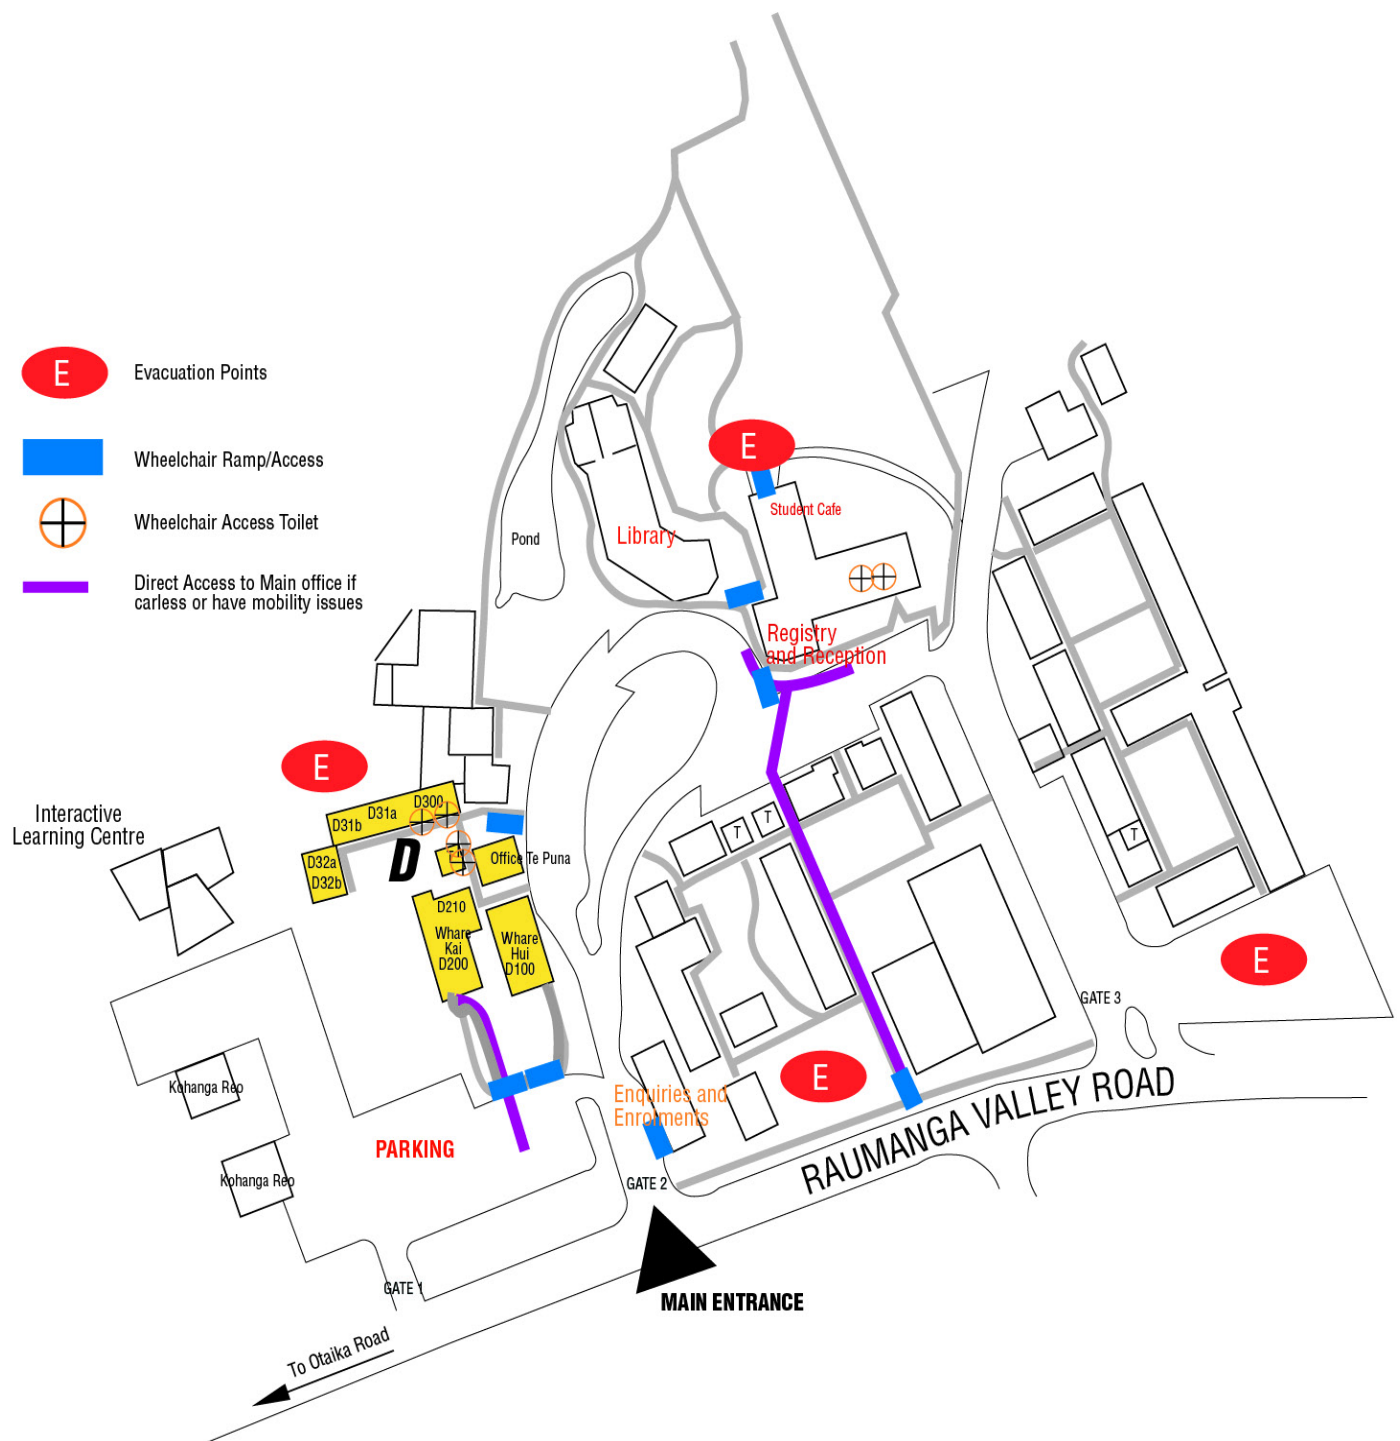 E
Evacuation Points
Wheelchair Ramp/Access
Wheelchair Access Toilet
Direct Access to Main office if
carless or have mobility issues
E
Student Cafe
Library
Pond
Registry
and Reception
E
Interactive
Learning Centre
D300
D31a
D31b
D32a
D32b
D
Office Te Puna
D210
Whare
Kai
D200
Whare
Hui
D100
T
T
T
E
E
GATE 3
Kohanga Reo
Enquiries and
Enrolments
RAUMANGA VALLEY ROAD
PARKING
Kohanga Reo
GATE 2
GATE 1
MAIN ENTRANCE
To Otaika Road